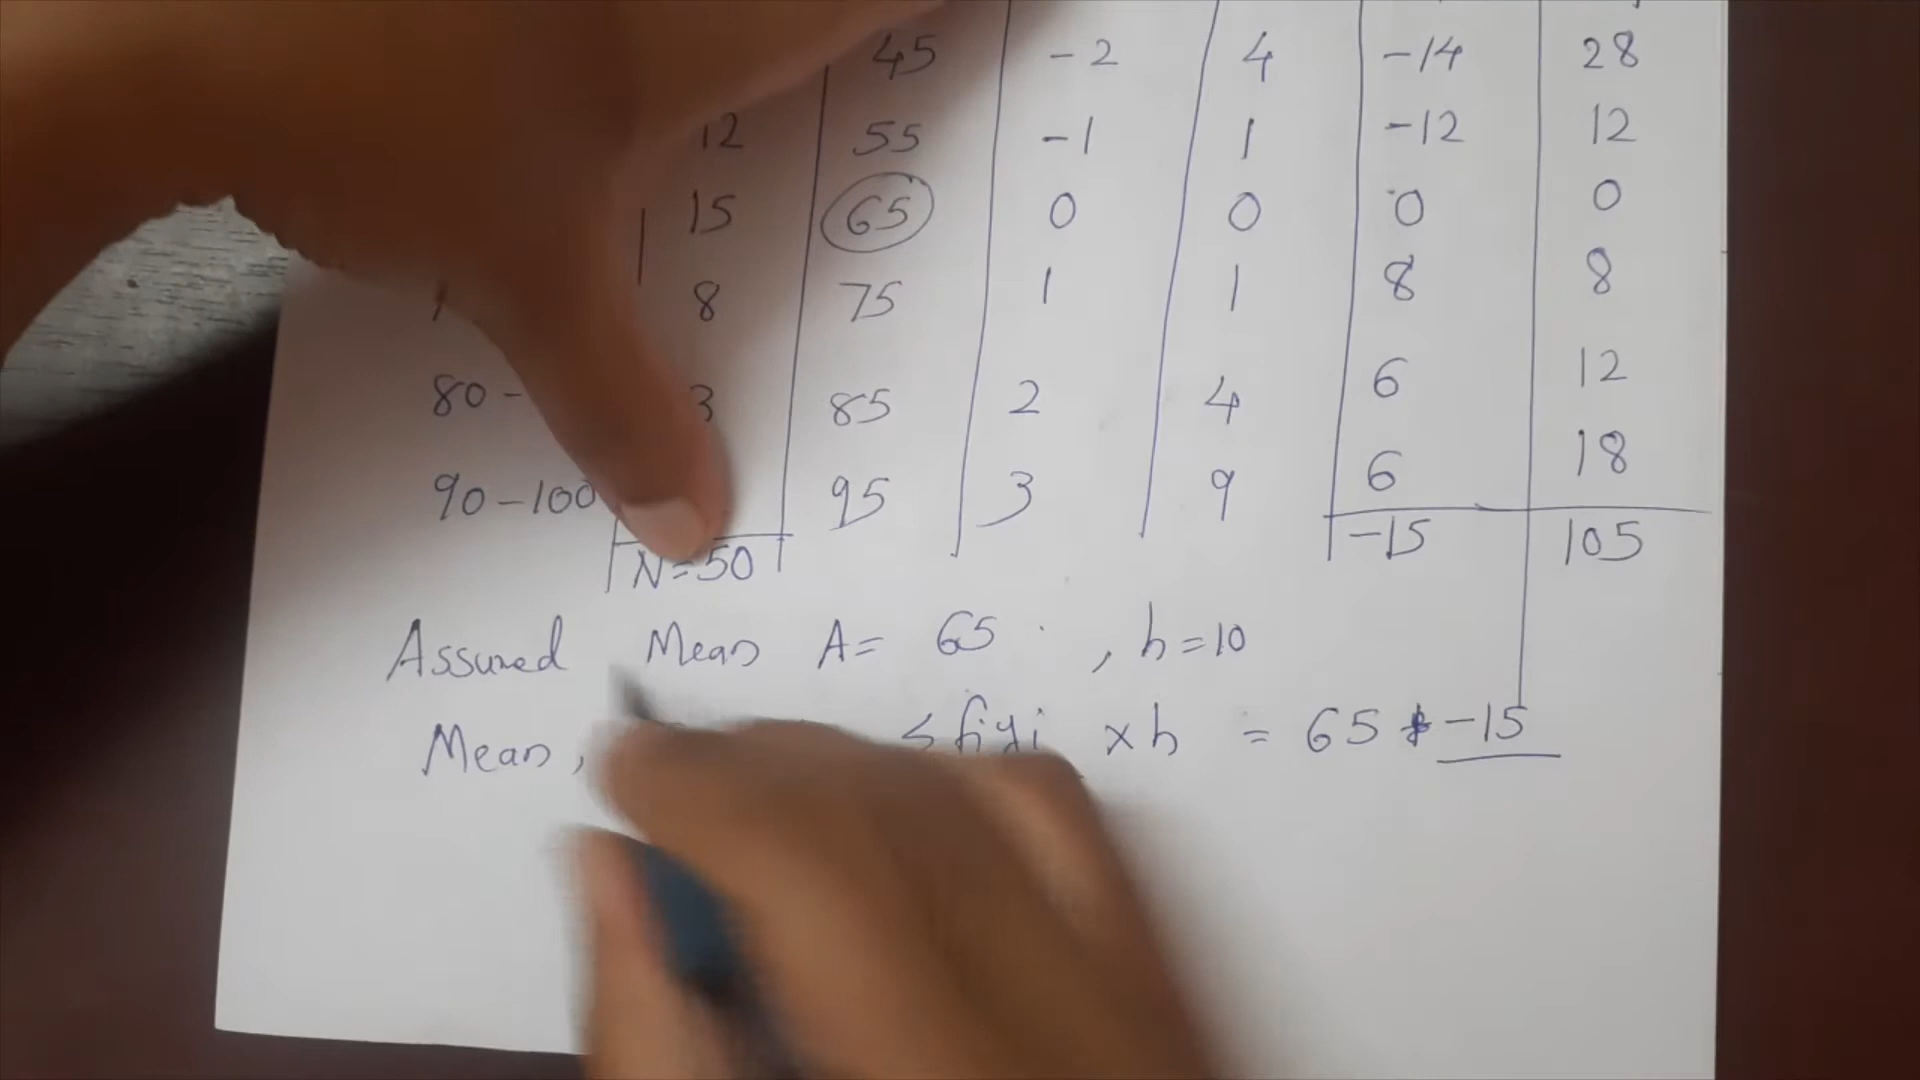 45 -2 4 -14 28
12 55 -1 1 -12 12
15 65 0 0 0 0
8 75 1 1 8 8
80- 3 85 2 4 6 12
90-100 95 3 9 6 18
N=50 -15 105
Assumed Mean A= 65 , h=10
Mean, fiyi xh = 65 + -15